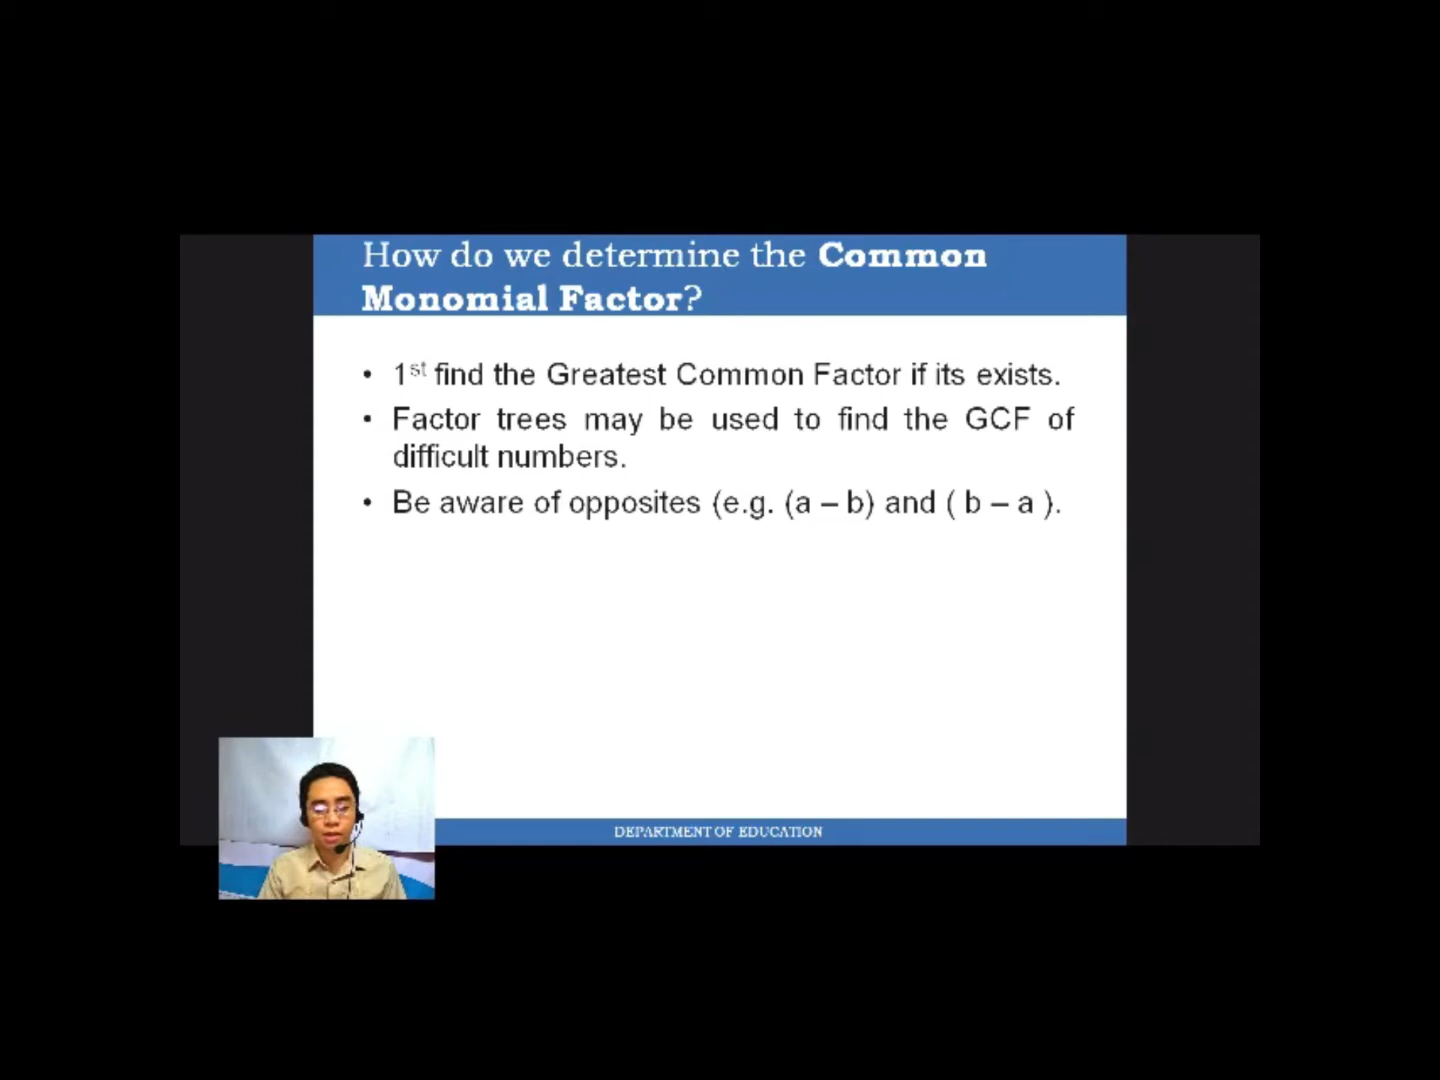 How do we determine the Common
Monomial Factor?
• 1st find the Greatest Common Factor if its exists.
• Factor trees may be used to find the GCF of
difficult numbers.
• Be aware of opposites (e.g. (a – b) and ( b – a ).
DEPARTMENT OF EDUCATION